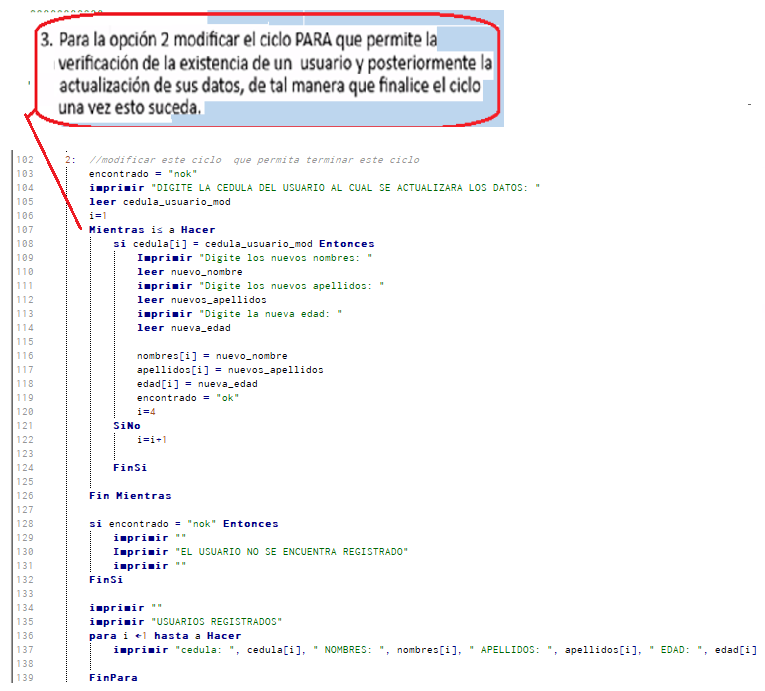 3. Para la opción 2 modificar el ciclo PARA que permite la
verificación de la existencia de un usuario y posteriormente la
actualización de sus datos, de tal manera que finalice el ciclo
una vez esto suceda.
102 2: //modificar este ciclo que permita terminar este ciclo
103 encontrado = "nok"
104 imprimir "DIGITE LA CEDULA DEL USUARIO AL CUAL SE ACTUALIZARA LOS DATOS: "
105 leer cedula_usuario_mod
106 i=1
107 Mientras i≤ a Hacer
108 si cedula[i] = cedula_usuario_mod Entonces
109 Imprimir "Digite los nuevos nombres: "
110 leer nuevo_nombre
111 imprimir "Digite los nuevos apellidos: "
112 leer nuevos_apellidos
113 imprimir "Digite la nueva edad: "
114 leer nueva_edad
115
116 nombres[i] = nuevo_nombre
117 apellidos[i] = nuevos_apellidos
118 edad[i] = nueva_edad
119 encontrado = "ok"
120 i=4
121 SiNo
122 i=i+1
123
124 FinSi
125
126 Fin Mientras
127
128 si encontrado = "nok" Entonces
129 imprimir ""
130 Imprimir "EL USUARIO NO SE ENCUENTRA REGISTRADO"
131 imprimir ""
132 FinSi
133
134 imprimir ""
135 imprimir "USUARIOS REGISTRADOS"
136 para i ←1 hasta a Hacer
137 imprimir "cedula: ", cedula[i], " NOMBRES: ", nombres[i], " APELLIDOS: ", apellidos[i], " EDAD: ", edad[i]
138
139 FinPara